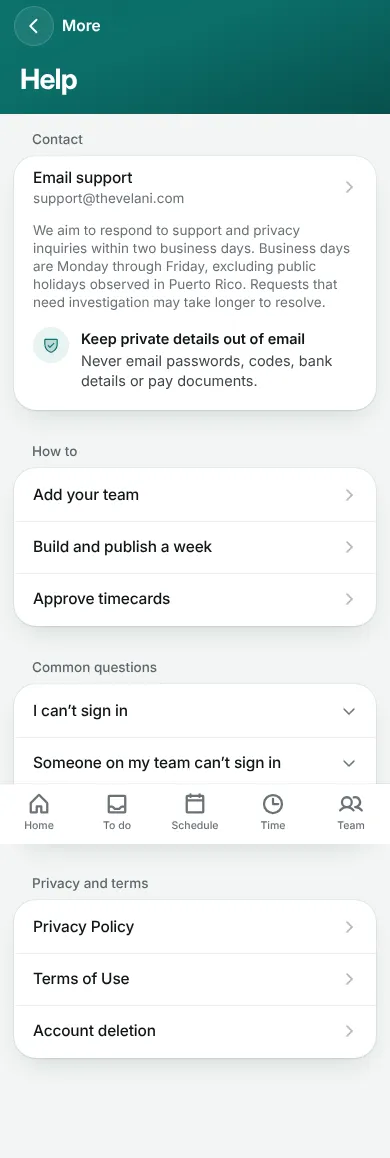 More
Help
Contact
Email support
support@thevelani.com
We aim to respond to support and privacy
inquiries within two business days. Business days
are Monday through Friday, excluding public
holidays observed in Puerto Rico. Requests that
need investigation may take longer to resolve.
Keep private details out of email
Never email passwords, codes, bank
details or pay documents.
How to
Add your team
Build and publish a week
Approve timecards
Common questions
I can’t sign in
Someone on my team can’t sign in
Home To do Schedule Time Team
Privacy and terms
Privacy Policy
Terms of Use
Account deletion